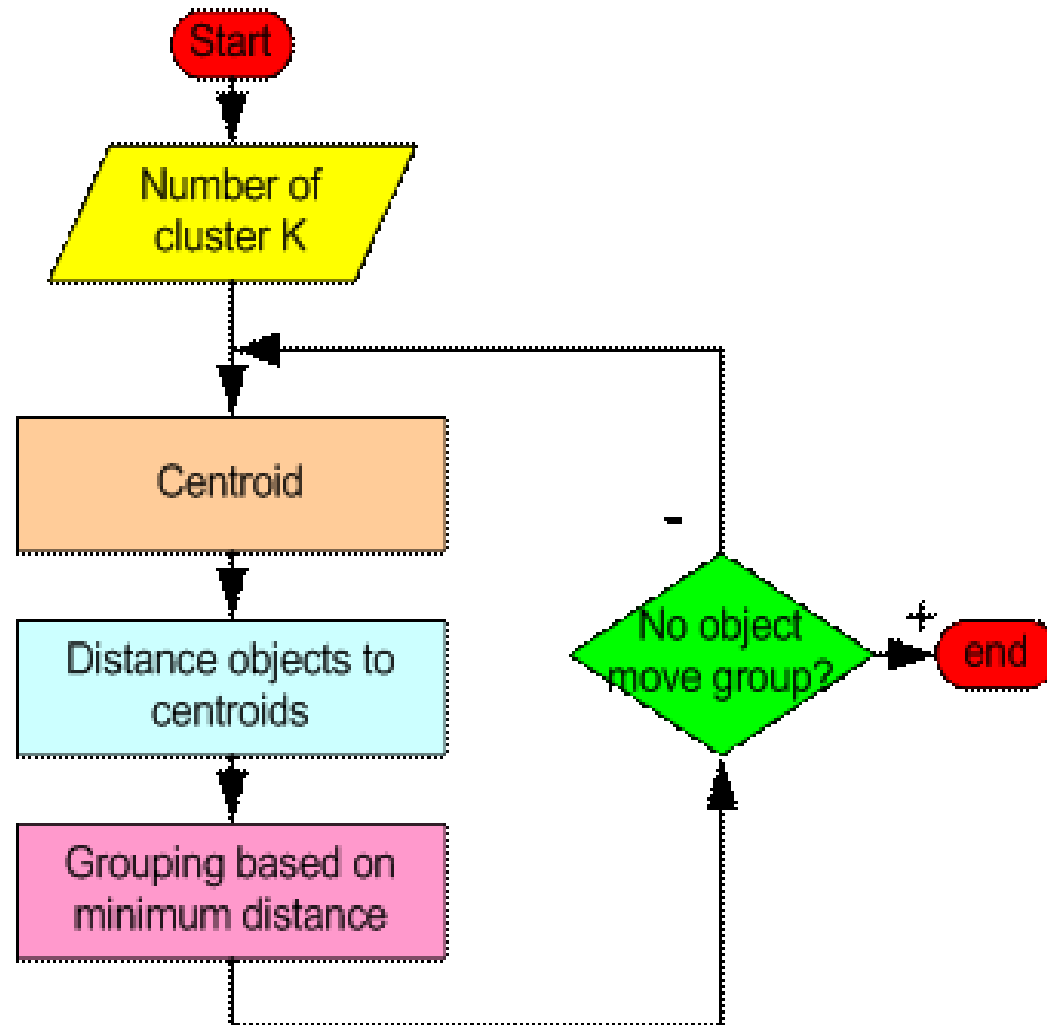 Start
Number of
cluster K
Centroid
Distance objects to
centroids
Grouping based on
minimum distance
-
No object
move group?
+
end